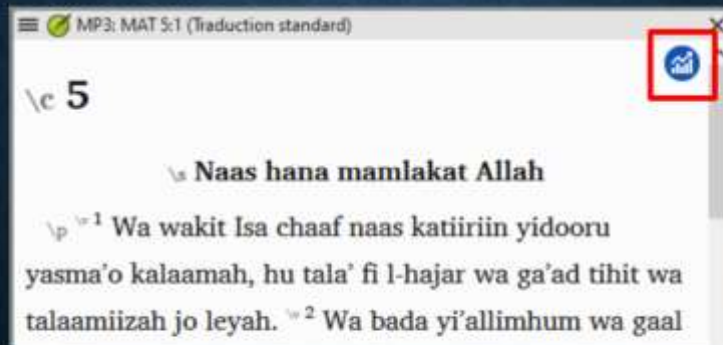 MP3: MAT 5:1 (Traduction standard)
\c 5
\s Naas hana mamlakat Allah
\p \v 1 Wa wakit Isa chaaf naas katiiriin yidooru
yasma'o kalaamah, hu tala' fi l-hajar wa ga'ad tihit wa
talaamiizah jo leyah. \v 2 Wa bada yi'allimhum wa gaal